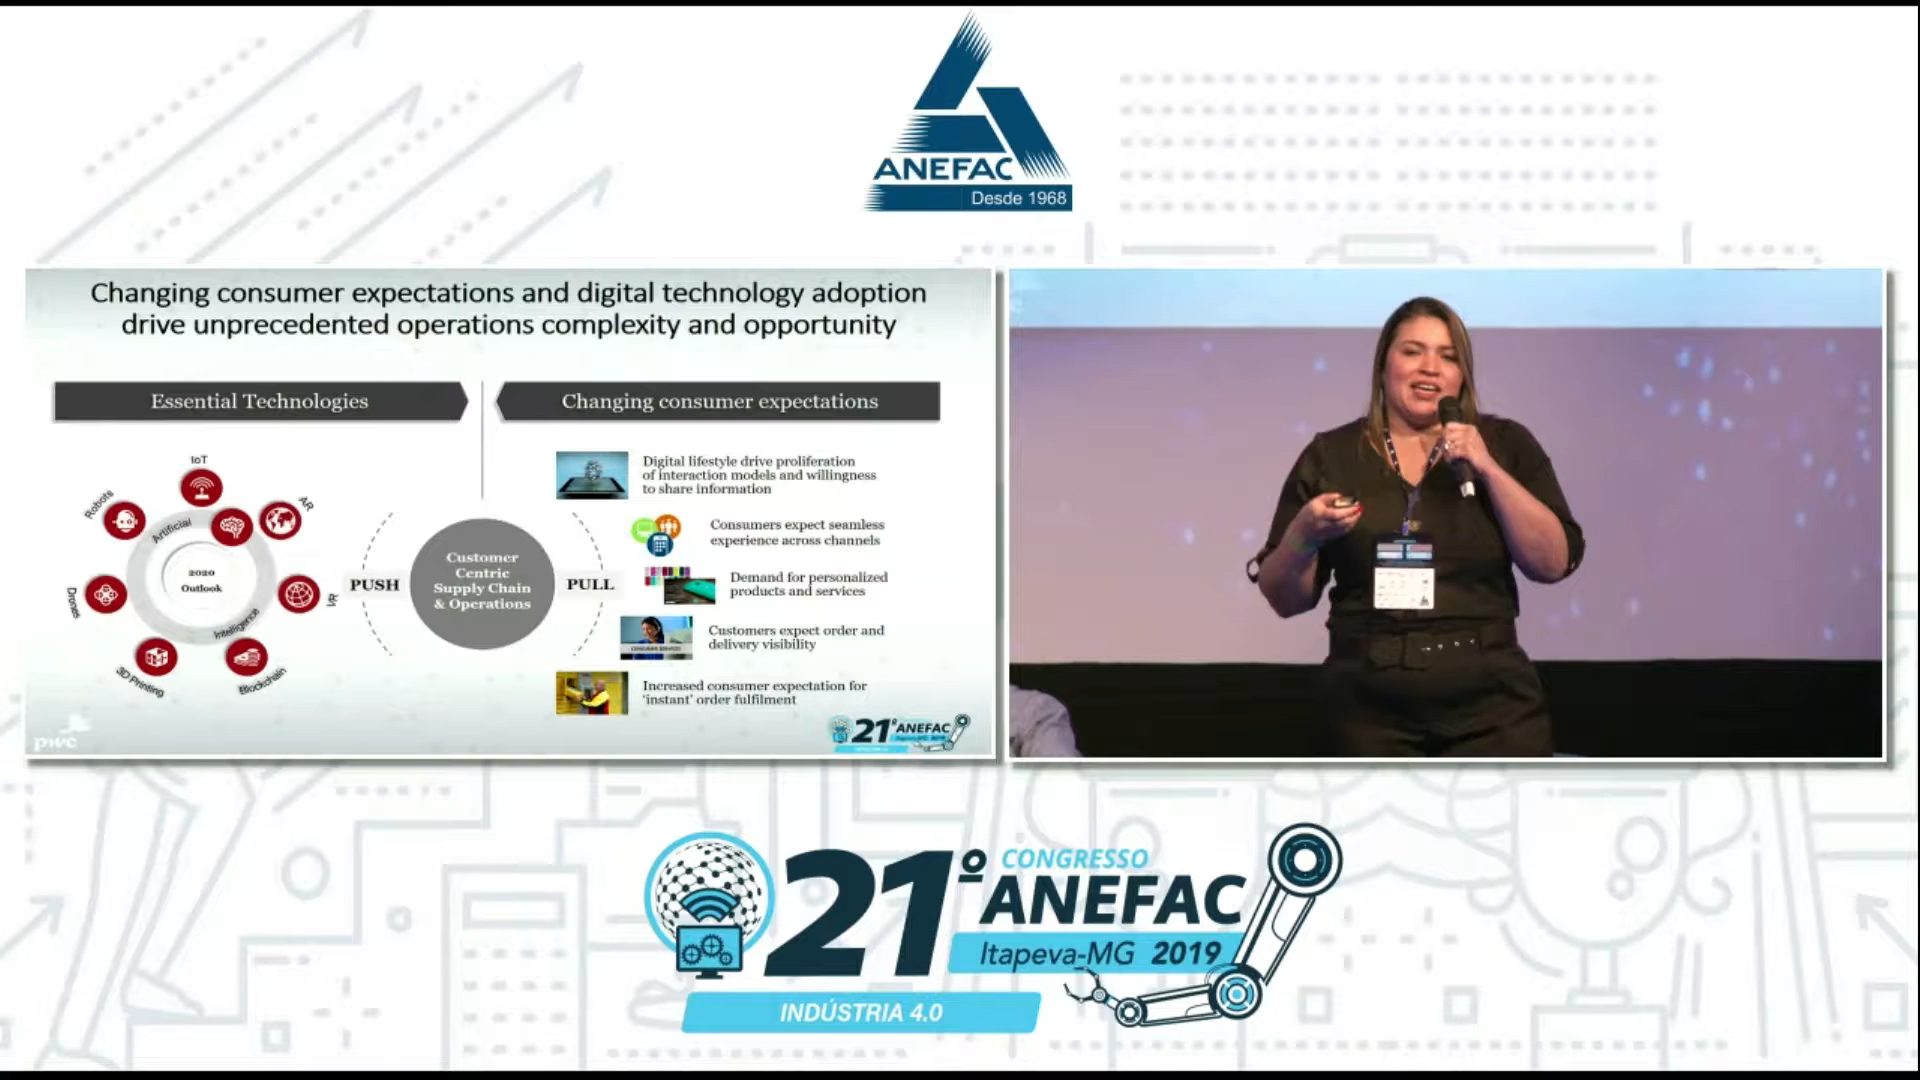 ANEFAC
Desde 1968
Changing consumer expectations and digital technology adoption
drive unprecedented operations complexity and opportunity
Essential Technologies
Changing consumer expectations
IoT
Robots
AR
Artificial
2020
Outlook
Intelligence
Drones
VR
3D Printing
Blockchain
PUSH
Customer
Centric
Supply Chain
& Operations
PULL
Digital lifestyle drive proliferation
of interaction models and willingness
to share information
Consumers expect seamless
experience across channels
Demand for personalized
products and services
Customers expect order and
delivery visibility
Increased consumer expectation for
'instant' order fulfilment
pwc
21º ANEFAC
21º CONGRESSO
ANEFAC
Itapeva-MG 2019
INDÚSTRIA 4.0